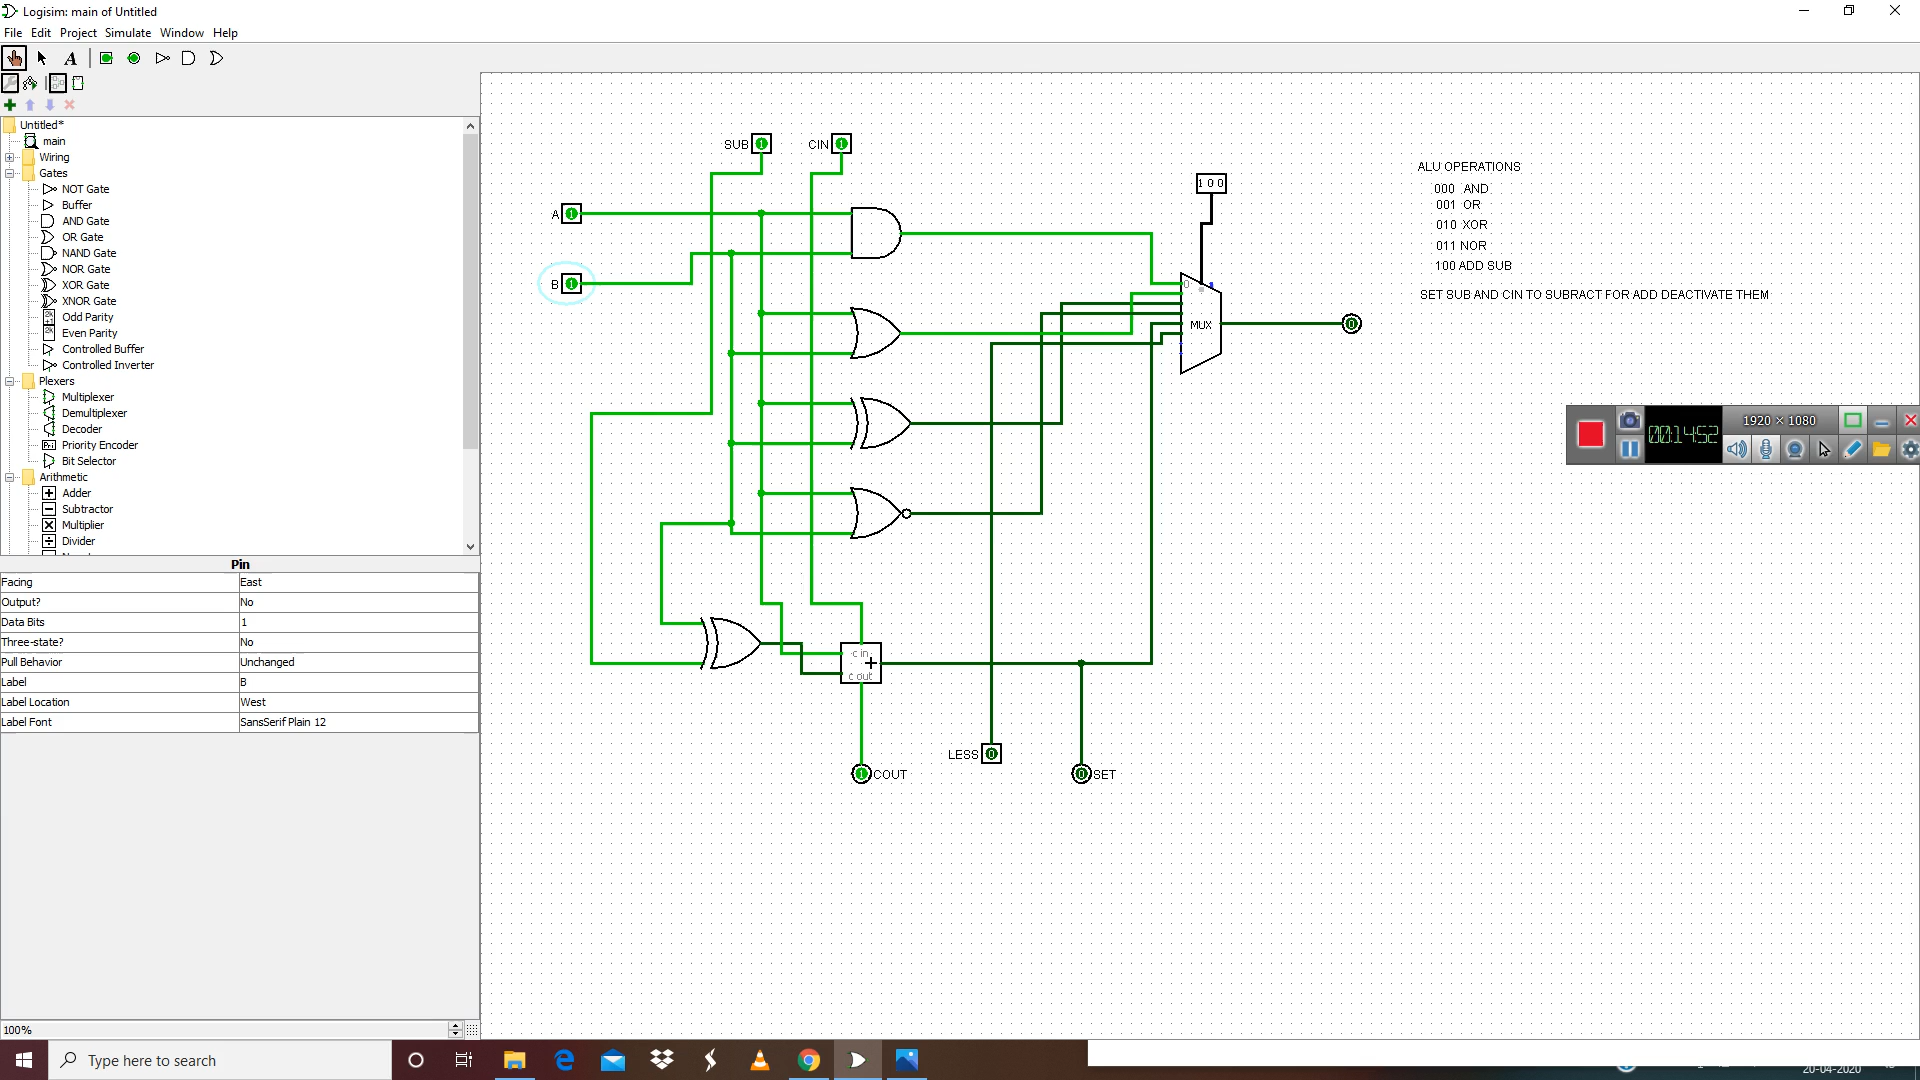 Logisim: main of Untitled
File Edit Project Simulate Window Help
A
Untitled*
main
Wiring
Gates
NOT Gate
Buffer
AND Gate
OR Gate
NAND Gate
NOR Gate
XOR Gate
XNOR Gate
Odd Parity
Even Parity
Controlled Buffer
Controlled Inverter
Plexers
Multiplexer
Demultiplexer
Decoder
Priority Encoder
Bit Selector
Arithmetic
Adder
Subtractor
Multiplier
Divider
Pin
Facing East
Output? No
Data Bits 1
Three-state? No
Pull Behavior Unchanged
Label B
Label Location West
Label Font SansSerif Plain 12
100%
SUB 1 CIN 1
A 1
B 1
1 0 0
0
MUX
0
c in
+
c out
LESS 0
1 COUT
0 SET
ALU OPERATIONS
000 AND
001 OR
010 XOR
011 NOR
100 ADD SUB
SET SUB AND CIN TO SUBRACT FOR ADD DEACTIVATE THEM
1920 × 1080
00:14:52
Type here to search
20-04-2020